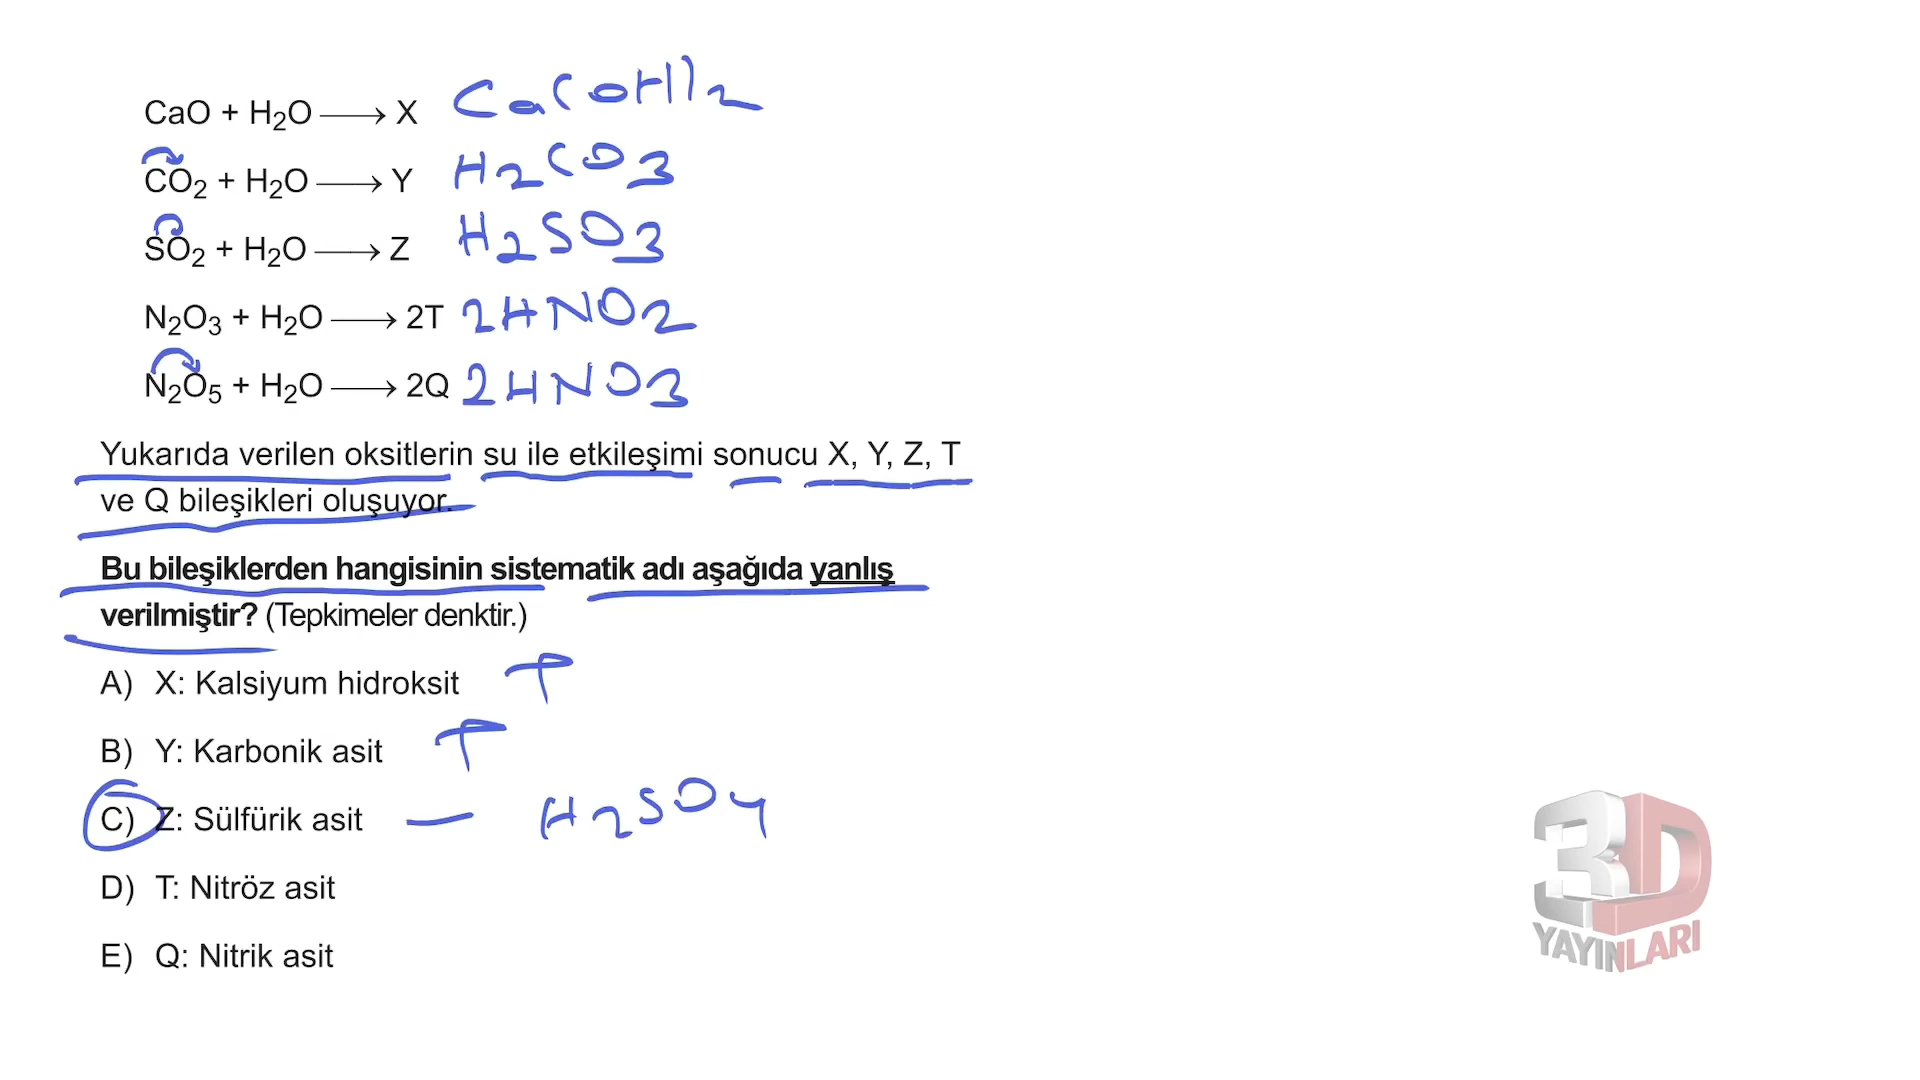 CaO + H₂O ⟶ X Ca(OH)2
CO₂ + H₂O ⟶ Y H2CO3
SO₂ + H₂O ⟶ Z H2SO3
N₂O₃ + H₂O ⟶ 2T 2HNO2
N₂O₅ + H₂O ⟶ 2Q 2HNO3
Yukarıda verilen oksitlerin su ile etkileşimi sonucu X, Y, Z, T
ve Q bileşikleri oluşuyor.
Bu bileşiklerden hangisinin sistematik adı aşağıda yanlış
verilmiştir? (Tepkimeler denktir.)
A) X: Kalsiyum hidroksit
B) Y: Karbonik asit
C) Z: Sülfürik asit — H2SO4
D) T: Nitröz asit
E) Q: Nitrik asit
3D
YAYINLARI